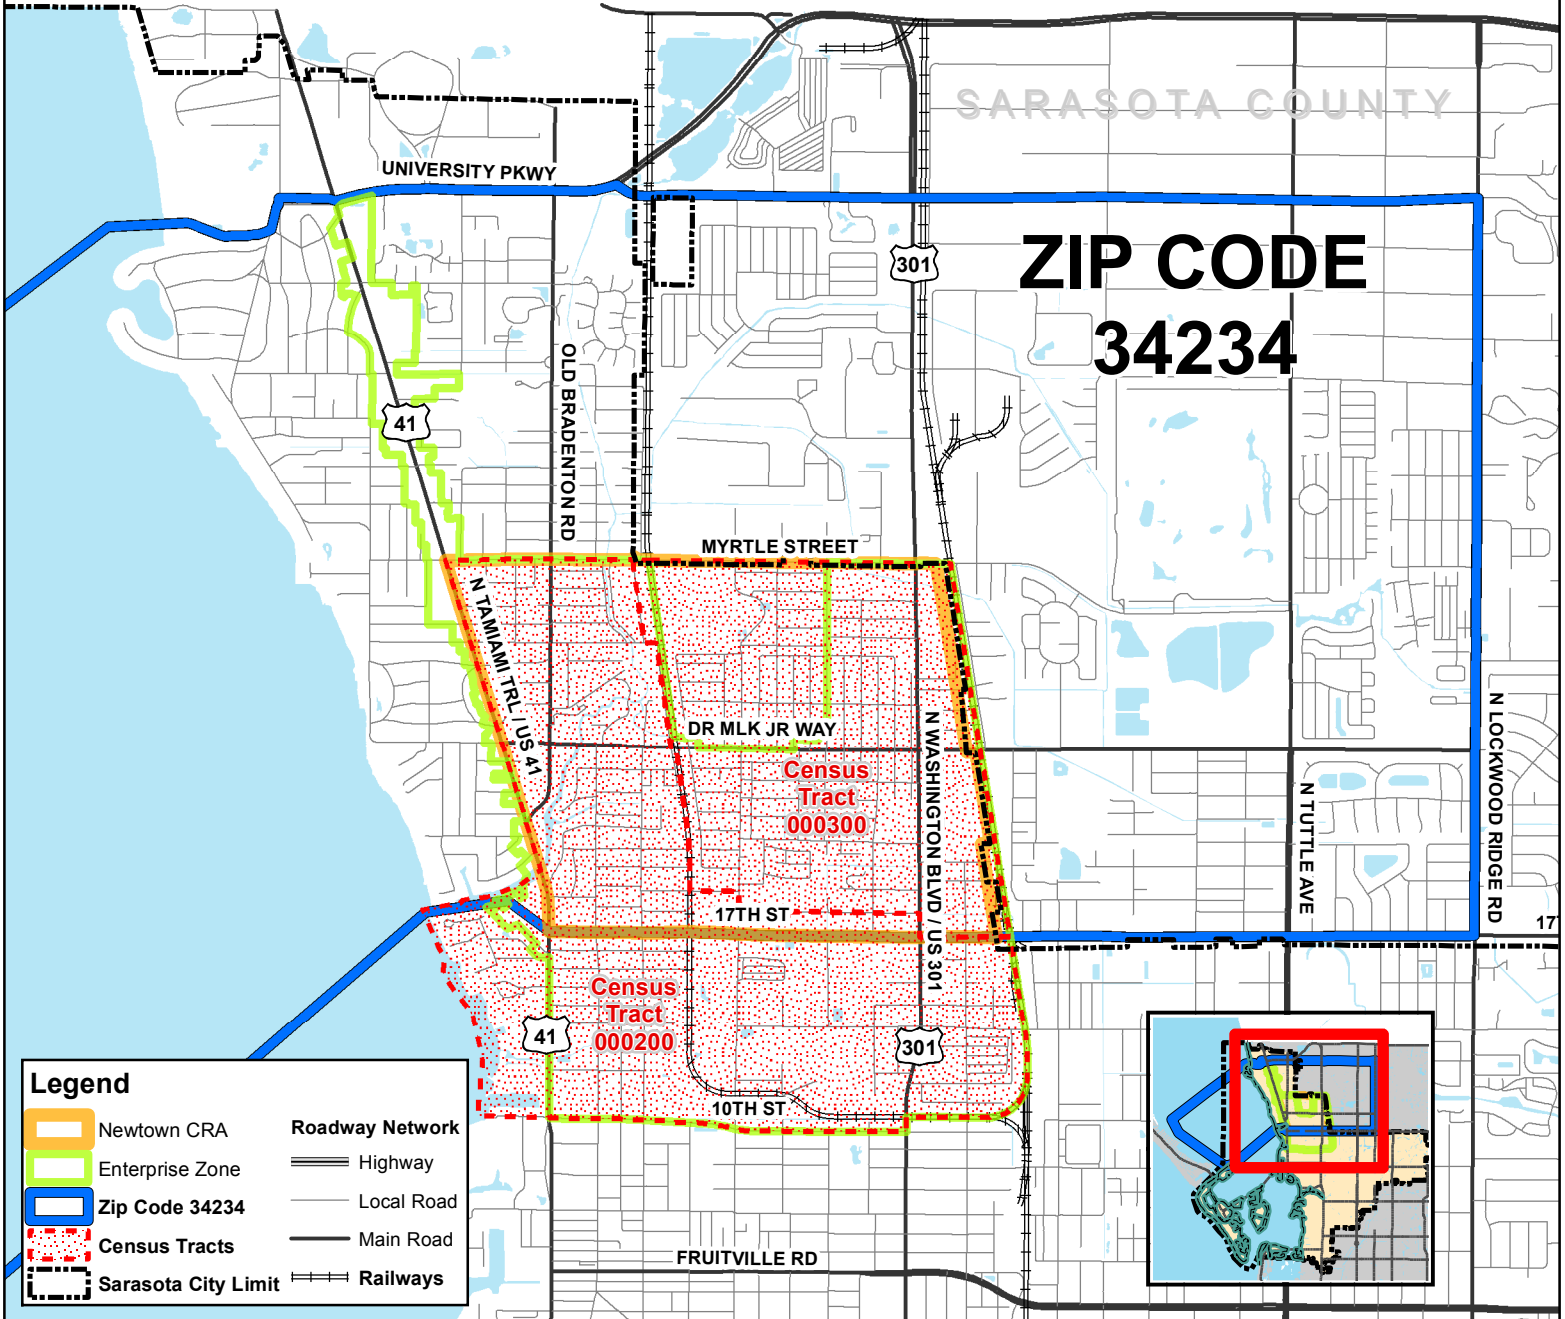 SARASOTA COUNTY
UNIVERSITY PKWY
301
ZIP CODE
34234
OLD BRADENTON RD
41
MYRTLE STREET
N TAMIAMI TRL / US 41
DR MLK JR WAY
Census
Tract
000300
N WASHINGTON BLVD / US 301
N TUTTLE AVE
N LOCKWOOD RIDGE RD
17TH ST
17
Census
Tract
000200
41
301
10TH ST
FRUITVILLE RD
Legend
Newtown CRA
Enterprise Zone
Zip Code 34234
Census Tracts
Sarasota City Limit
Roadway Network
Highway
Local Road
Main Road
Railways